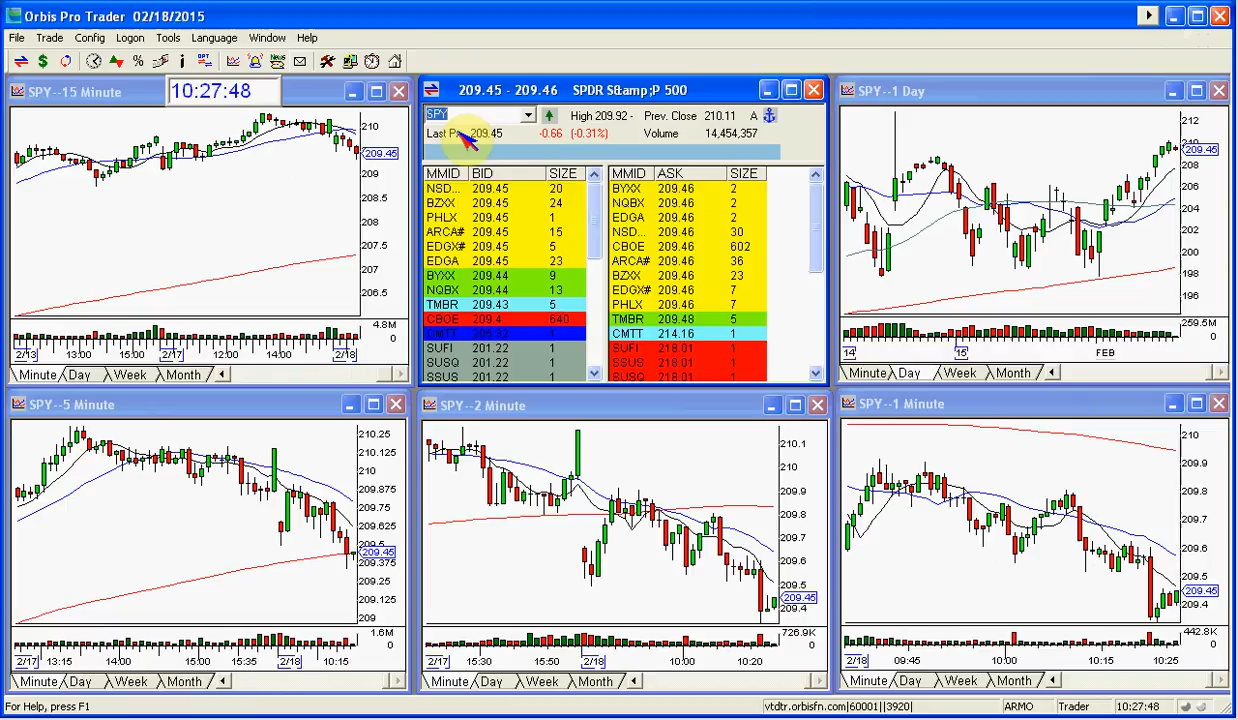 Orbis Pro Trader 02/18/2015
File Trade Config Logon Tools Language Window Help
SPY--15 Minute
10:27:48
210
209.45
209
208.5
208
207.5
207
206.5
4.8M
0
2/13 13:00 15:00 2/17 12:00 14:00 2/18
Minute Day Week Month
209.45 - 209.46 SPDR S&amp;P 500
SPY High 209.92 - Prev. Close 210.11 A
209.45 -0.66 (-0.31%) Volume 14,454,357
MMID BID SIZE MMID ASK SIZE
NSD... 209.45 20 BYXX 209.46 2
BZXX 209.45 24 NQBX 209.46 2
PHLX 209.45 1 EDGA 209.46 2
ARCA# 209.45 15 NSD... 209.46 30
EDGX# 209.45 5 CBOE 209.46 602
EDGA 209.45 23 ARCA# 209.46 36
BYXX 209.44 9 BZXX 209.46 23
NQBX 209.44 13 EDGX# 209.46 7
TMBR 209.43 5 PHLX 209.46 7
CBOE 209.4 640 TMBR 209.48 5
CMTT 1 CMTT 214.16 1
SUFI 201.22 1 SUFI 218.01 1
SUSQ 201.22 1 SSUS 218.01 1
SSUS 201.22 1 SUSQ 218.01 1
SPY--1 Day
212
209.45
208
206
204
202
200
198
196
259.5M
0
14 15 FEB
Minute Day Week Month
SPY--5 Minute
210.25
210.125
210
209.875
209.75
209.625
209.5
209.45
209.375
209.25
209.125
209
1.6M
0
2/17 13:15 14:00 15:00 15:35 2/18 10:15
Minute Day Week Month
SPY--2 Minute
210.1
210
209.9
209.8
209.7
209.6
209.5
209.45
209.4
726.9K
0
2/17 15:30 15:50 2/18 10:00 10:20
Minute Day Week Month
SPY--1 Minute
210
209.9
209.8
209.7
209.6
209.5
209.45
209.4
442.8K
0
2/18 09:45 10:00 10:15 10:25
Minute Day Week Month
For Help, press F1
vtdtr.orbisfn.com|60001||3920| ARMO Trader 10:27:48